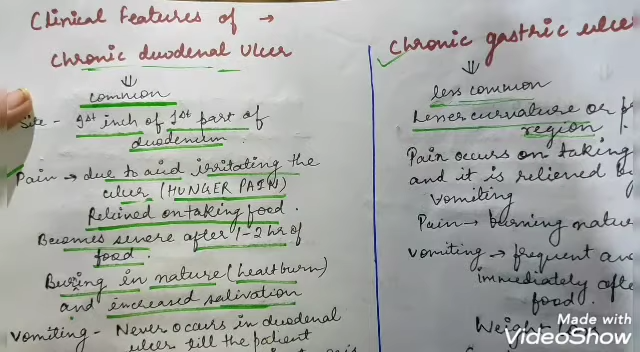 Clinical Features of →
Chronic duodenal ulcer
⇓
common
Site - 1st inch of 1st part of
duodenum.
Pain → due to acid irritating the
ulcer (HUNGER PAIN)
Relieved on taking food.
Becomes severe after 1-2 hr of
food.
Buring in nature (heartburn)
and increased salivation
Vomiting - Never occurs in duodenal
ulcer till the patient
Chronic gastric ulcer
⇓
less common
Lesser curvature or
region
Pain occurs on taking
and it is relieved
vomiting
Pain → burning nature
vomiting → frequent
immediately
food.
Weight
Made with
VideoShow